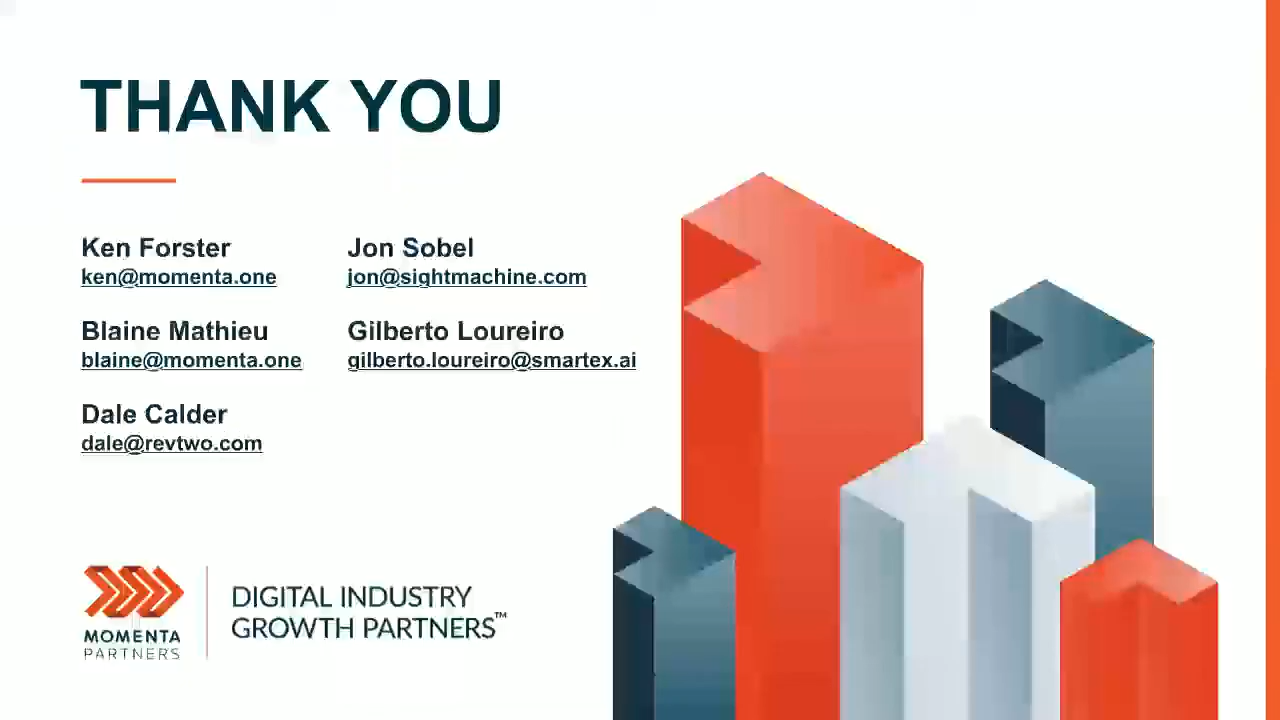 THANK YOU
Ken Forster
ken@momenta.one
Blaine Mathieu
blaine@momenta.one
Dale Calder
dale@revtwo.com
Jon Sobel
jon@sightmachine.com
Gilberto Loureiro
gilberto.loureiro@smartex.ai
MOMENTA
PARTNERS
DIGITAL INDUSTRY
GROWTH PARTNERS™